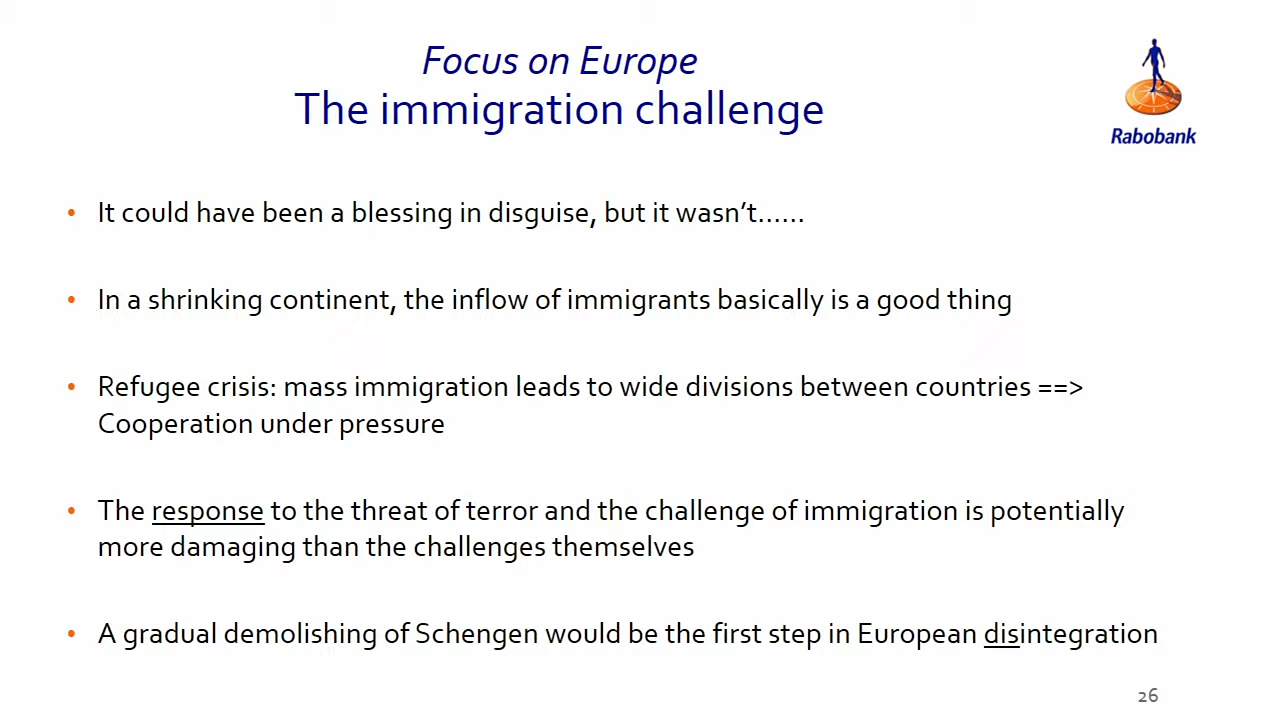 Focus on Europe
The immigration challenge
Rabobank
• It could have been a blessing in disguise, but it wasn’t……
• In a shrinking continent, the inflow of immigrants basically is a good thing
• Refugee crisis: mass immigration leads to wide divisions between countries ==>
Cooperation under pressure
• The response to the threat of terror and the challenge of immigration is potentially
more damaging than the challenges themselves
• A gradual demolishing of Schengen would be the first step in European disintegration
26